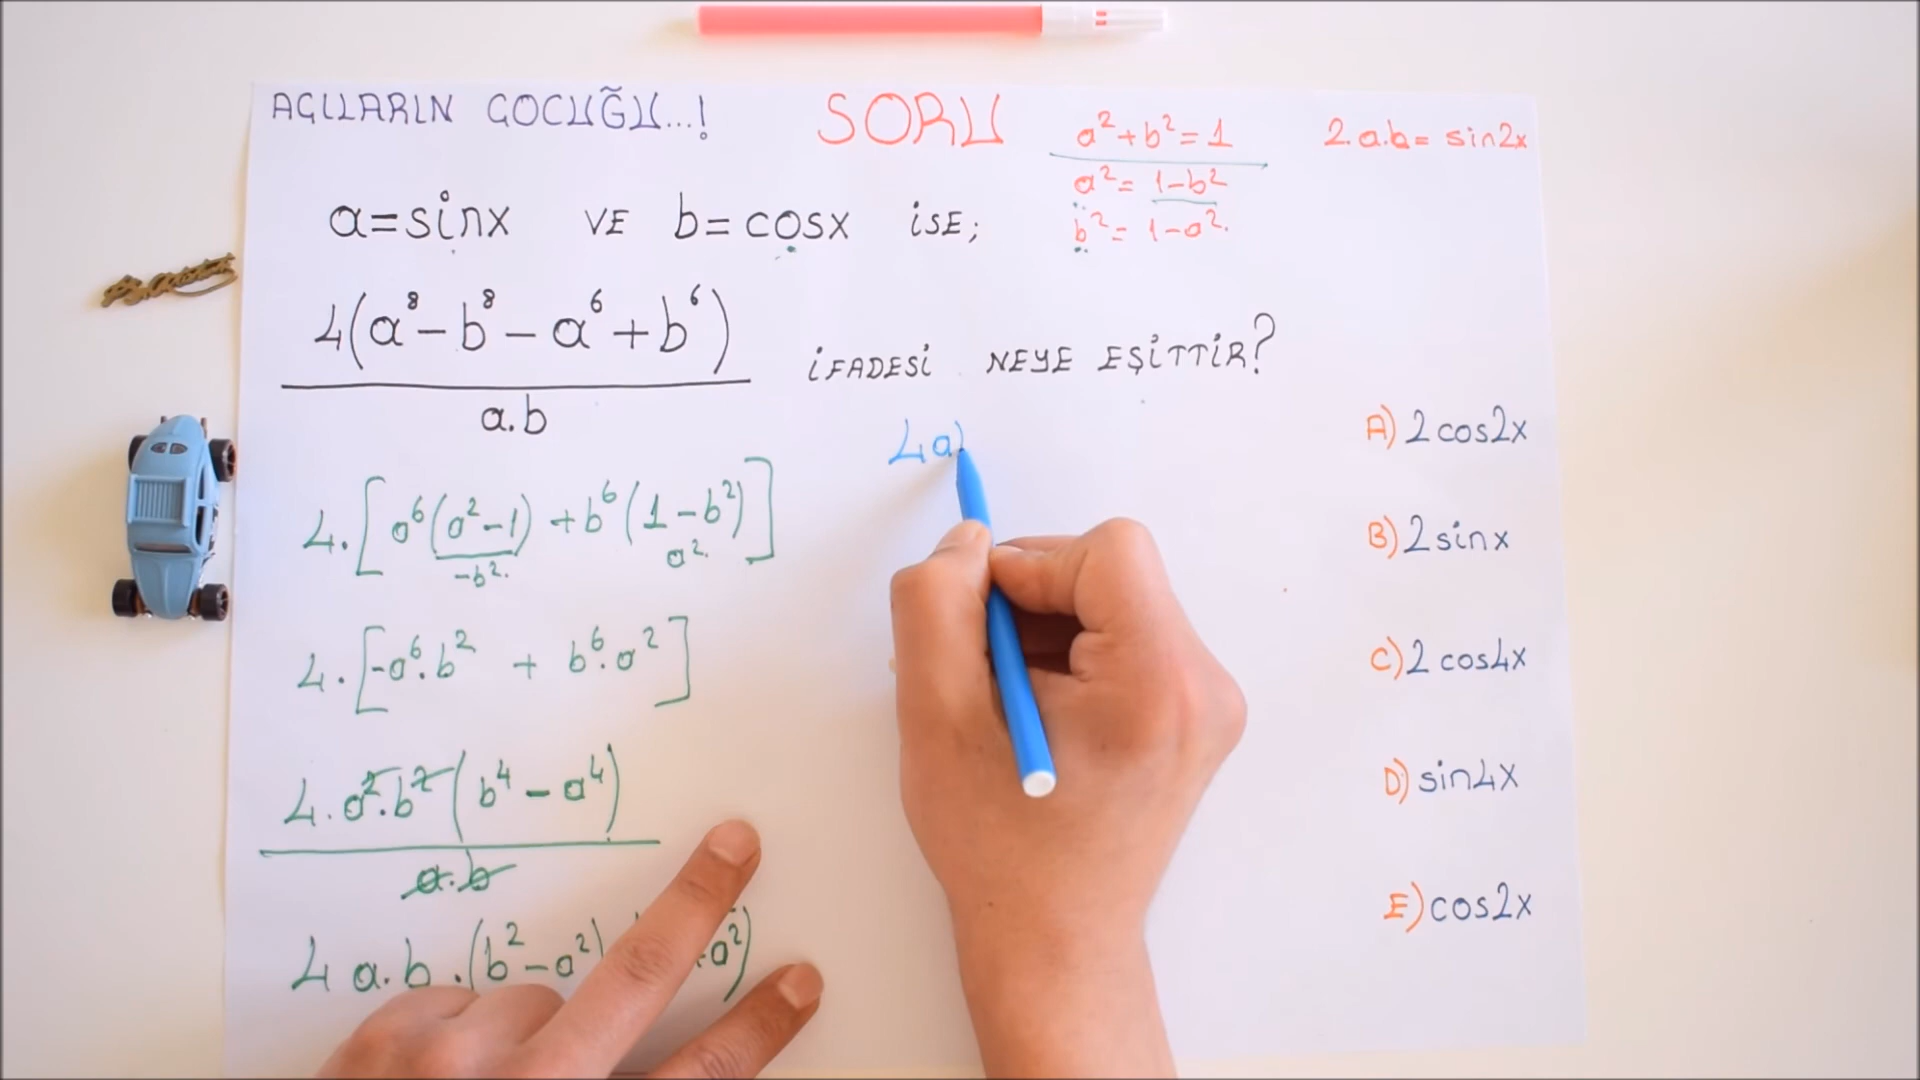 AÇILARIN ÇOCUĞU...!
SORU
a²+b²=1
a²= 1-b²
b²= 1-a².
2.a.b= sin2x
a=sinx VE b=cosx İSE;
4(a⁸-b⁸-a⁶+b⁶)
a.b
İFADESİ NEYE EŞİTTİR?
4.[a⁶(a²-1)+b⁶(1-b²)]
-b². a².
4.[-a⁶.b² + b⁶.a²]
4.a².b²(b⁴-a⁴)
a.b
4 a.b.(b²-a²)
a²)
4a
A) 2cos2x
B) 2sinx
C) 2cos4x
D) sin4x
E) cos2x